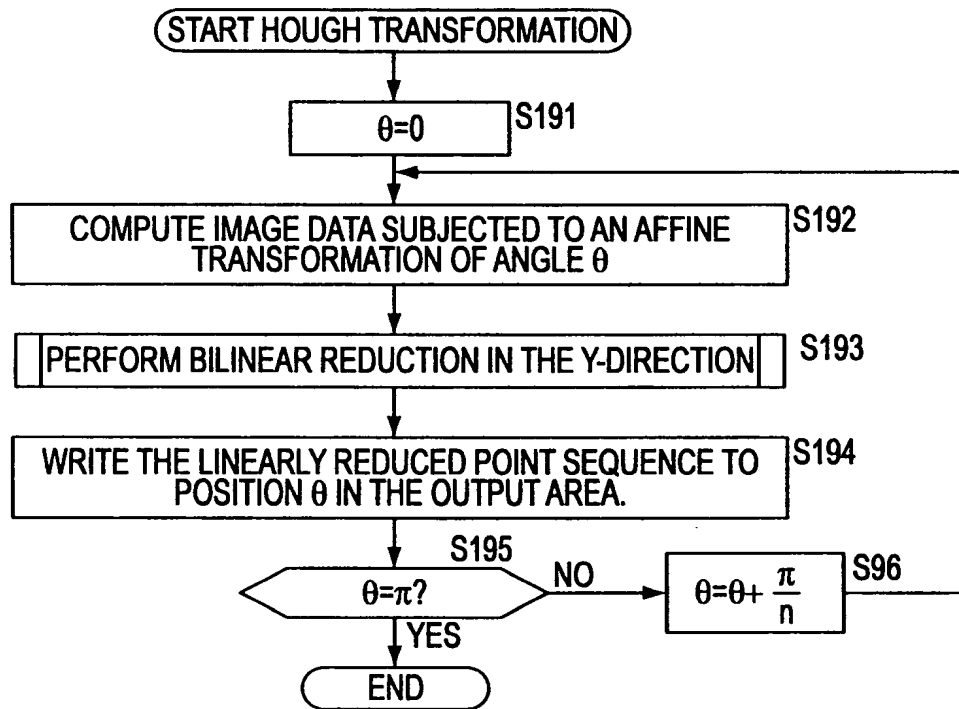 START HOUGH TRANSFORMATION
θ=0
S191
COMPUTE IMAGE DATA SUBJECTED TO AN AFFINE
TRANSFORMATION OF ANGLE θ
S192
PERFORM BILINEAR REDUCTION IN THE Y-DIRECTION
S193
WRITE THE LINEARLY REDUCED POINT SEQUENCE TO
POSITION θ IN THE OUTPUT AREA.
S194
S195
θ=π?
NO
θ=θ+ π/n
S96
YES
END